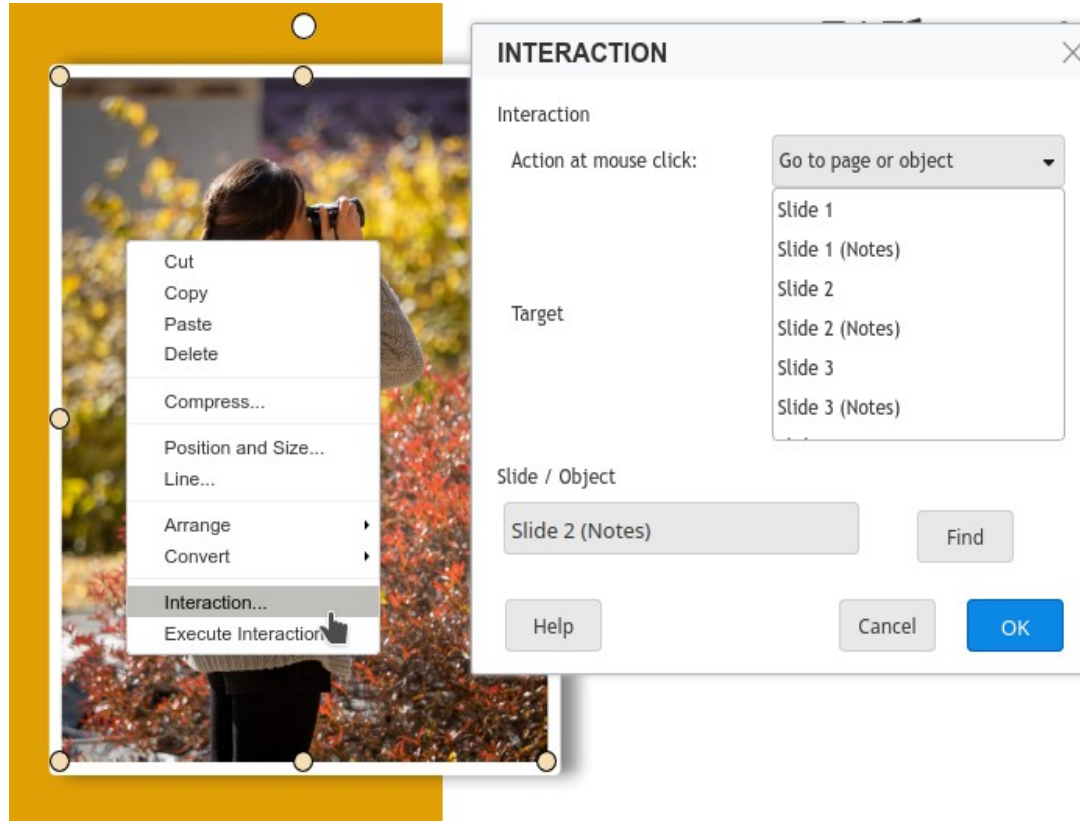 Cut
Copy
Paste
Delete
Compress...
Position and Size...
Line...
Arrange
Convert
Interaction...
Execute Interaction
INTERACTION
Interaction
Action at mouse click:
Go to page or object
Target
Slide 1
Slide 1 (Notes)
Slide 2
Slide 2 (Notes)
Slide 3
Slide 3 (Notes)
Slide / Object
Slide 2 (Notes)
Find
Help
Cancel
OK